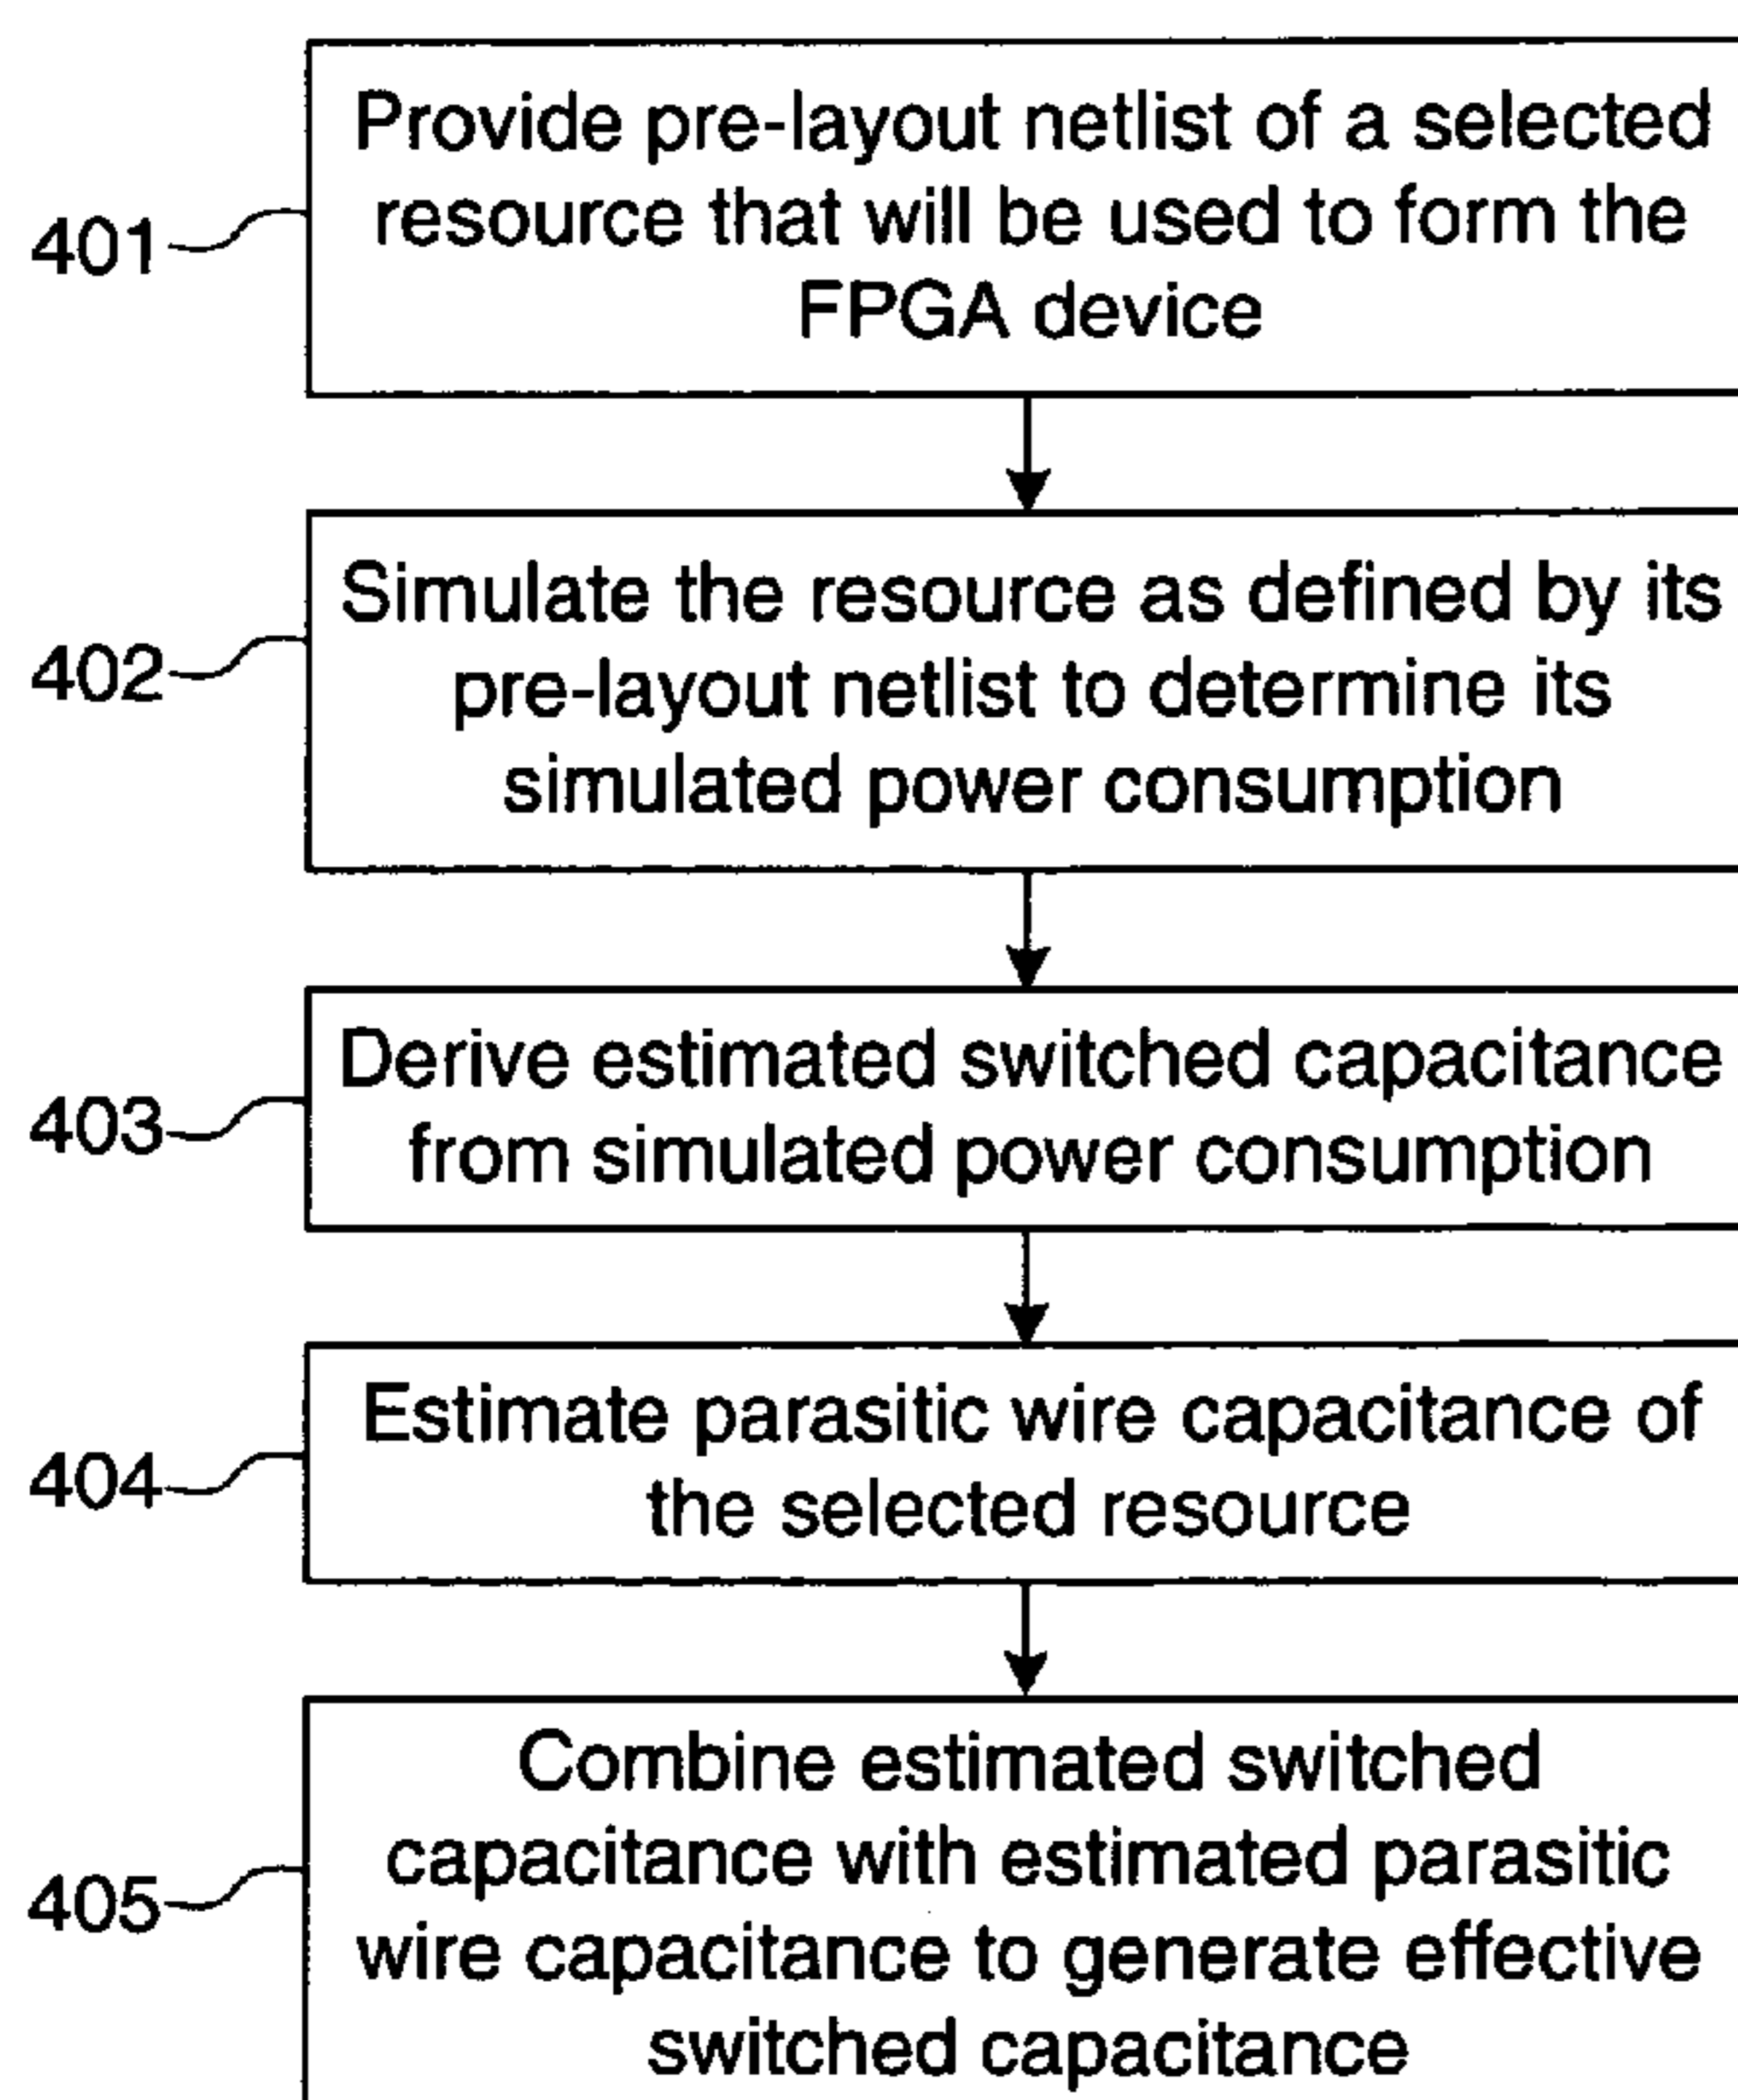 401
Provide pre-layout netlist of a selected
resource that will be used to form the
FPGA device
402
Simulate the resource as defined by its
pre-layout netlist to determine its
simulated power consumption
403
Derive estimated switched capacitance
from simulated power consumption
404
Estimate parasitic wire capacitance of
the selected resource
405
Combine estimated switched
capacitance with estimated parasitic
wire capacitance to generate effective
switched capacitance